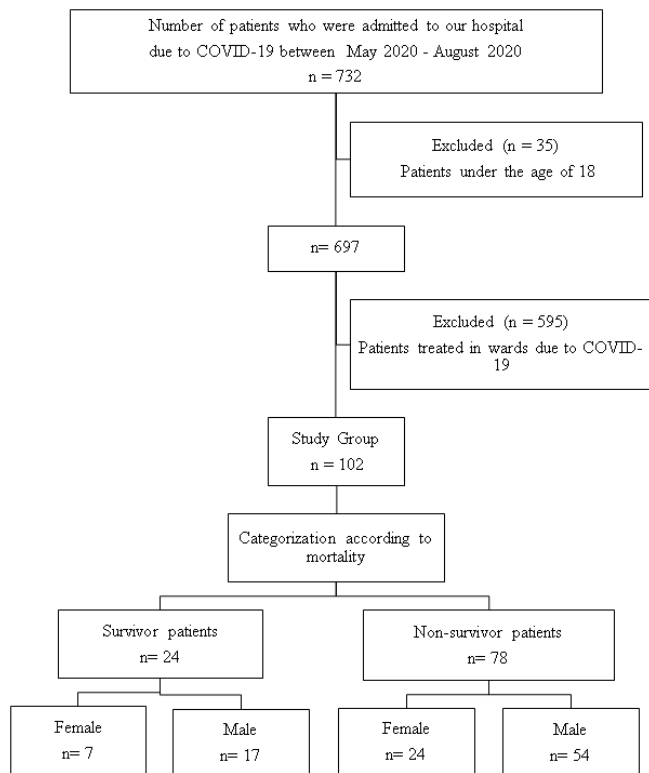 Number of patients who were admitted to our hospital
due to COVID-19 between May 2020 - August 2020
n = 732
Excluded (n = 35)
Patients under the age of 18
n= 697
Excluded (n = 595)
Patients treated in wards due to COVID-
19
Study Group
n = 102
Categorization according to
mortality
Survivor patients
n= 24
Non-survivor patients
n= 78
Female
n= 7
Male
n= 17
Female
n= 24
Male
n= 54